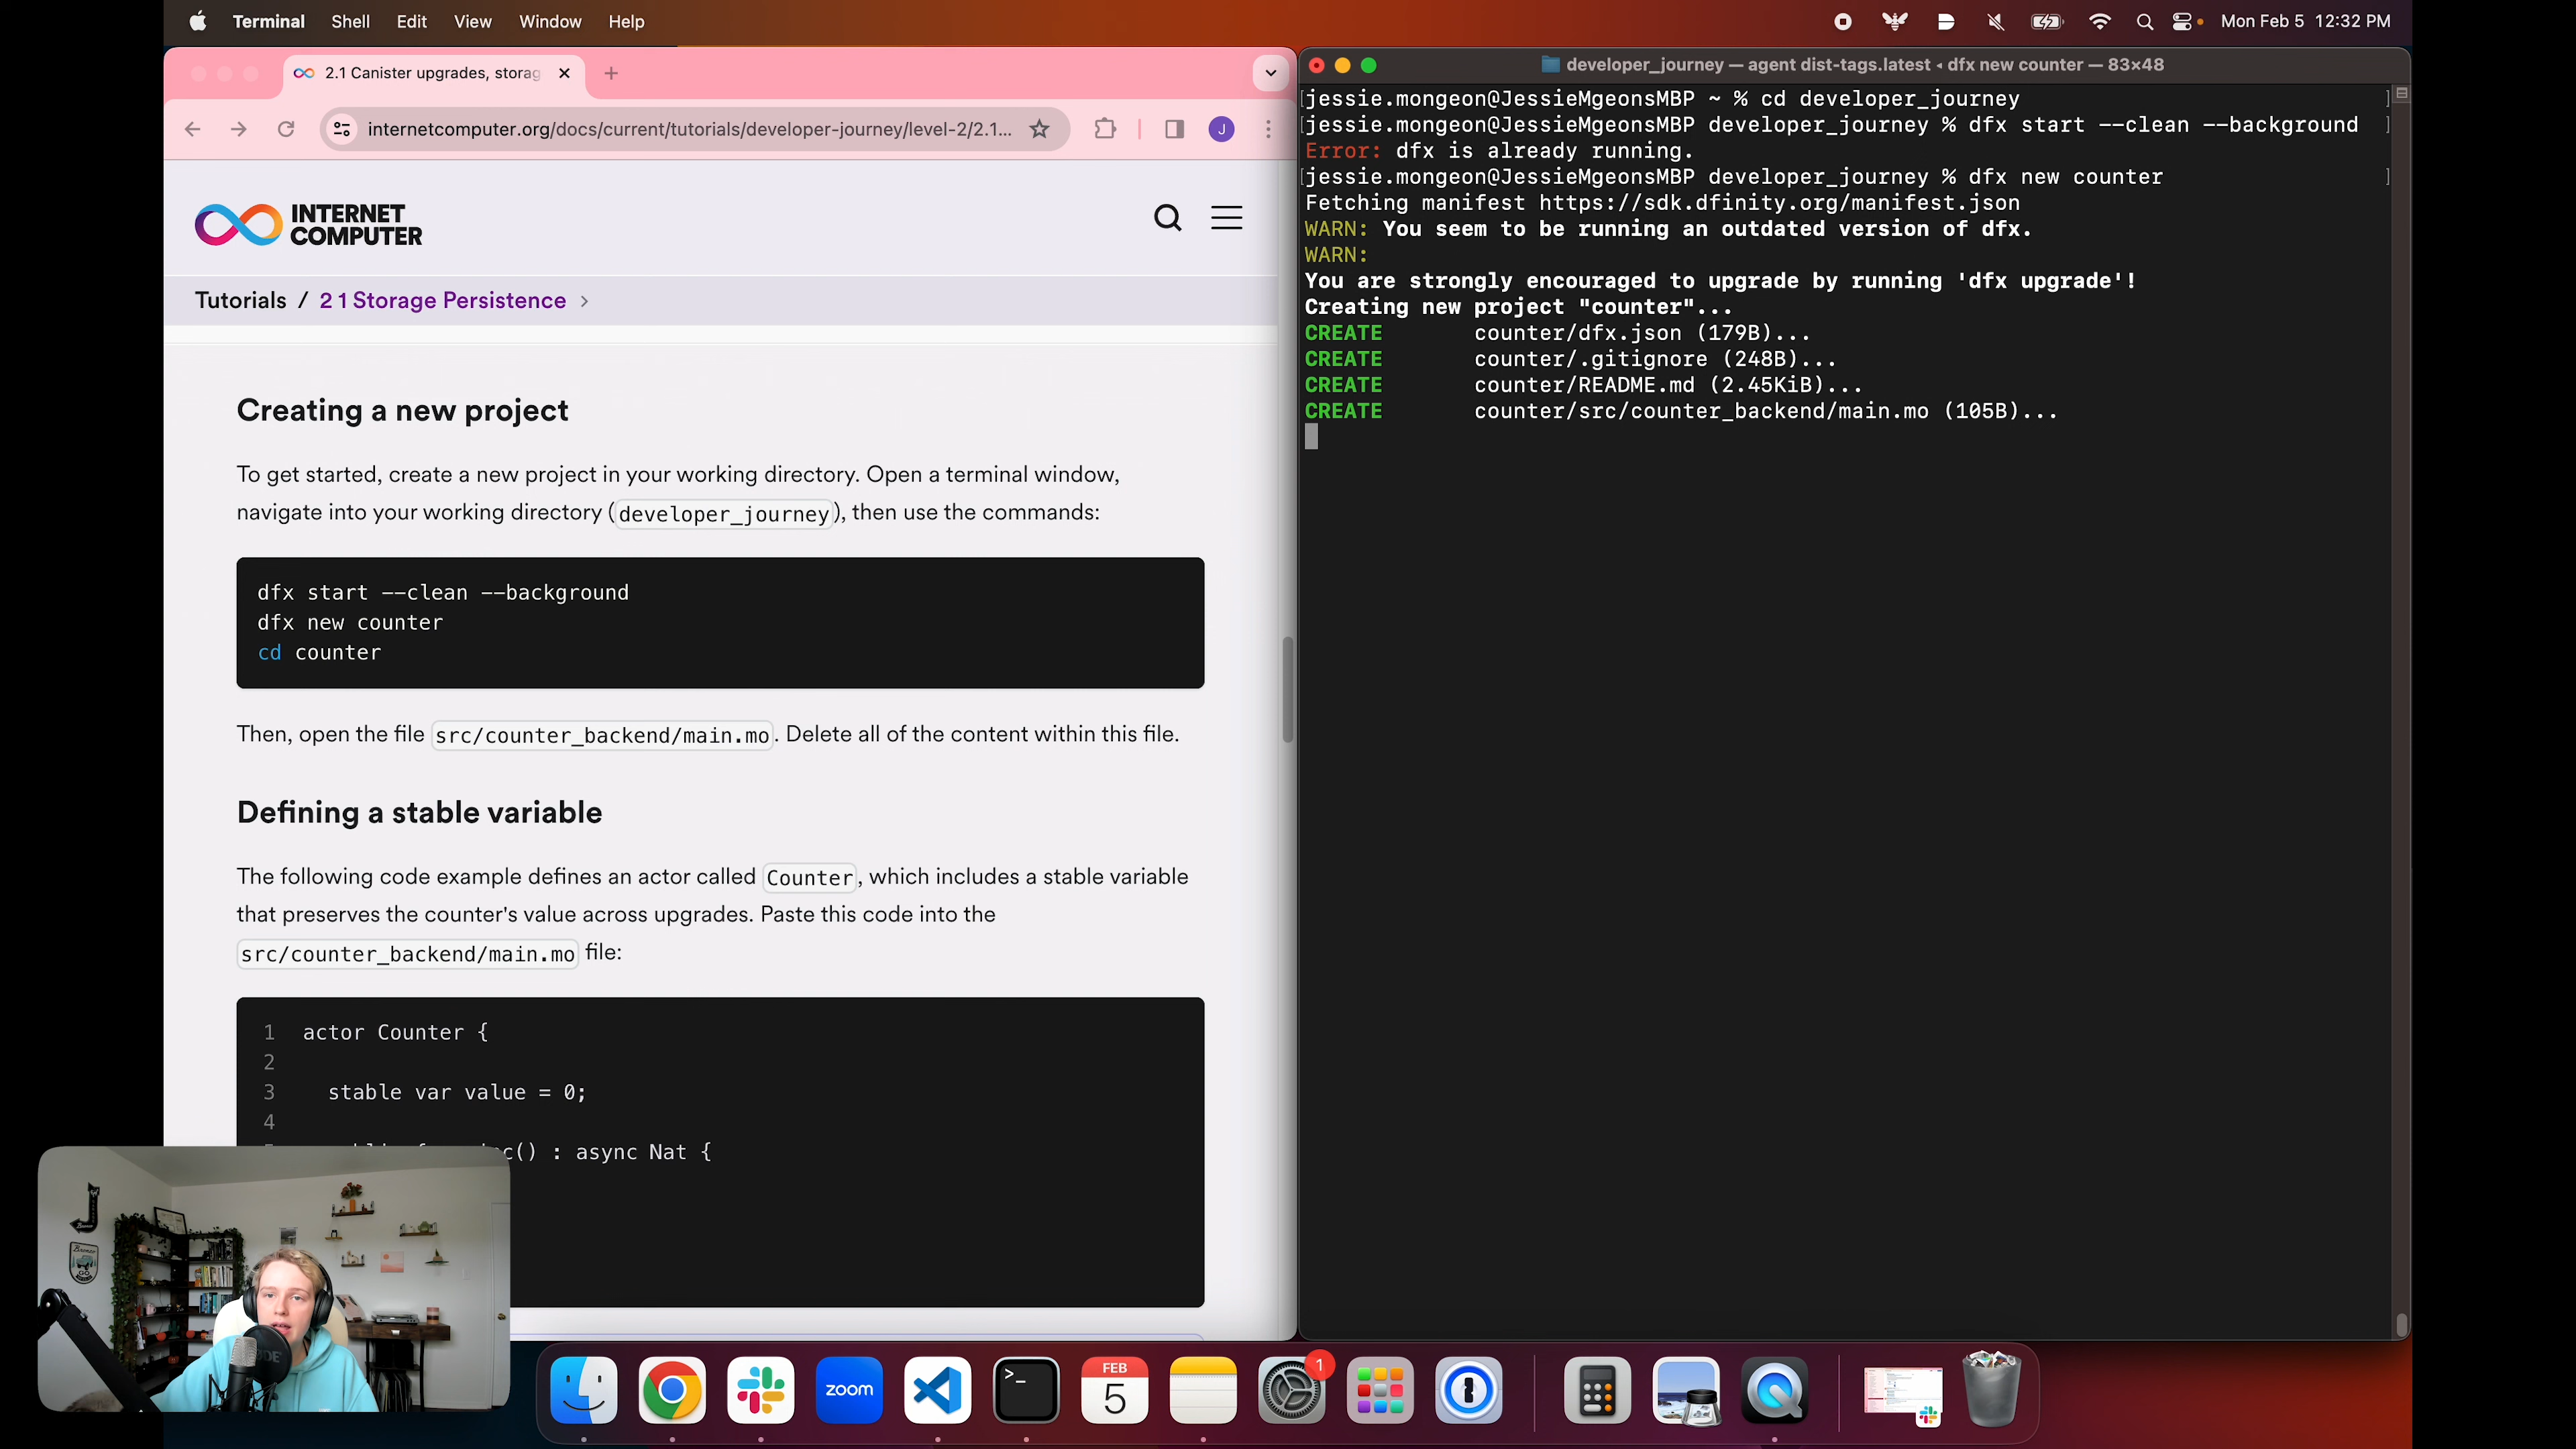 Terminal Shell Edit View Window Help
Mon Feb 5 12:32 PM
2.1 Canister upgrades, storag
internetcomputer.org/docs/current/tutorials/developer-journey/level-2/2.1...
J
INTERNET
COMPUTER
Tutorials / 2 1 Storage Persistence >
Creating a new project
To get started, create a new project in your working directory. Open a terminal window,
navigate into your working directory (developer_journey), then use the commands:
dfx start --clean --background
dfx new counter
cd counter
Then, open the file src/counter_backend/main.mo. Delete all of the content within this file.
Defining a stable variable
The following code example defines an actor called Counter, which includes a stable variable
that preserves the counter's value across upgrades. Paste this code into the
src/counter_backend/main.mo file:
1 actor Counter {
2
3 stable var value = 0;
4
() : async Nat {
developer_journey — agent dist-tags.latest ◂ dfx new counter — 83×48
[jessie.mongeon@JessieMgeonsMBP ~ % cd developer_journey ]
[jessie.mongeon@JessieMgeonsMBP developer_journey % dfx start --clean --background ]
Error: dfx is already running.
[jessie.mongeon@JessieMgeonsMBP developer_journey % dfx new counter ]
Fetching manifest https://sdk.dfinity.org/manifest.json
WARN: You seem to be running an outdated version of dfx.
WARN:
You are strongly encouraged to upgrade by running 'dfx upgrade'!
Creating new project "counter"...
CREATE counter/dfx.json (179B)...
CREATE counter/.gitignore (248B)...
CREATE counter/README.md (2.45KiB)...
CREATE counter/src/counter_backend/main.mo (105B)...
zoom
>_
FEB
5
1